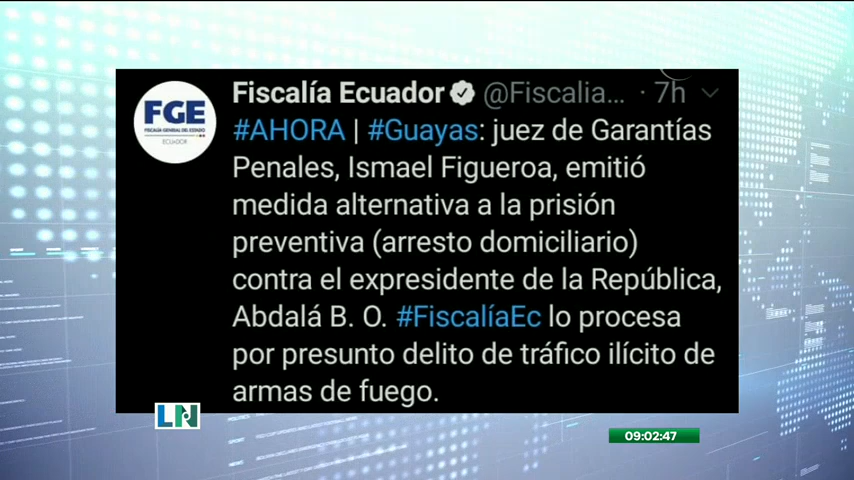 Fiscalía Ecuador @Fiscalia... · 7h
FGE
FISCALÍA GENERAL DEL ESTADO
ECUADOR
#AHORA | #Guayas: juez de Garantías
Penales, Ismael Figueroa, emitió
medida alternativa a la prisión
preventiva (arresto domiciliario)
contra el expresidente de la República,
Abdalá B. O. #FiscalíaEc lo procesa
por presunto delito de tráfico ilícito de
armas de fuego.
LN
09:02:47